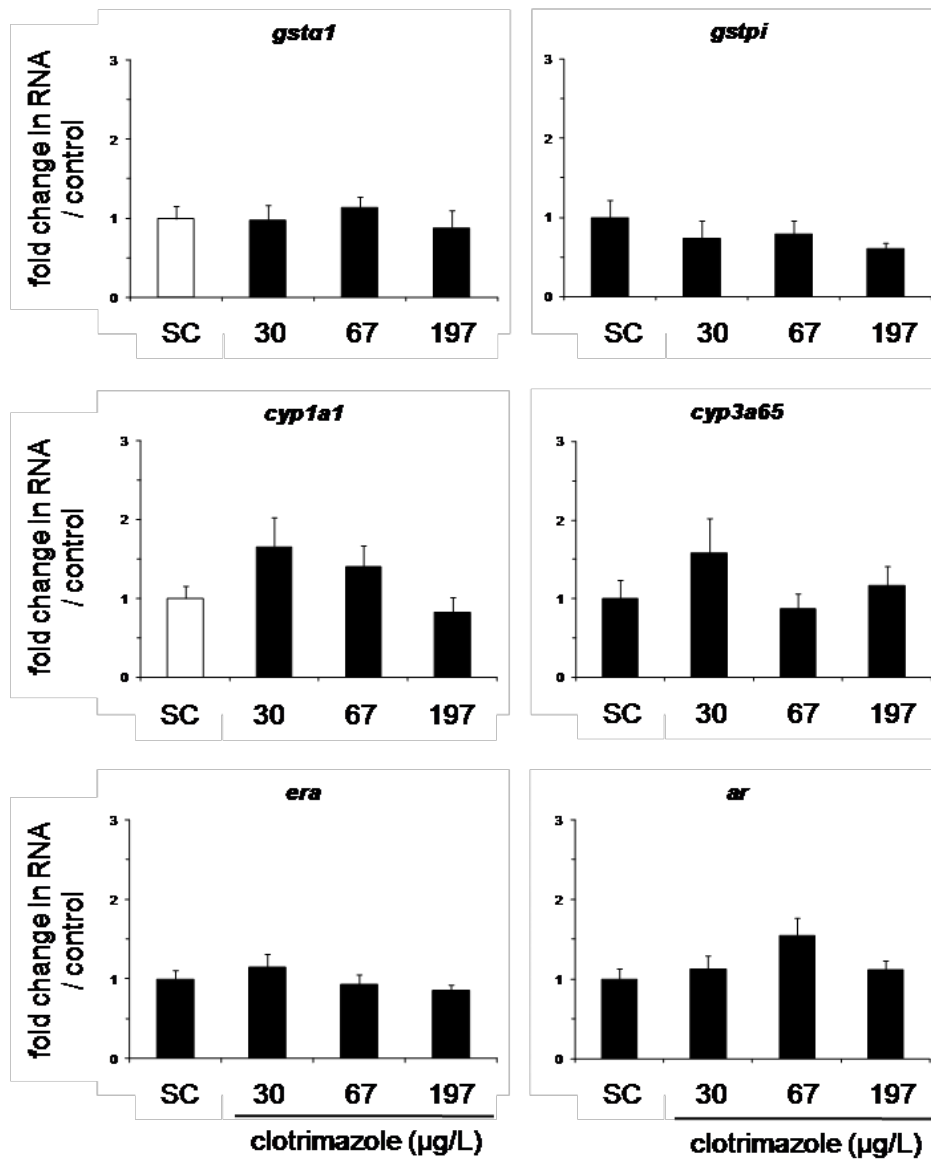 gstα1
gstpi
fold change in RNA
/ control
3
2
1
0
3
2
1
0
SC 30 67 197
SC 30 67 197
cyp1a1
cyp3a65
fold change in RNA
/ control
3
2
1
0
3
2
1
0
SC 30 67 197
SC 30 67 197
era
ar
fold change in RNA
/ control
3
2
1
0
3
2
1
0
SC 30 67 197
SC 30 67 197
clotrimazole (µg/L)
clotrimazole (µg/L)